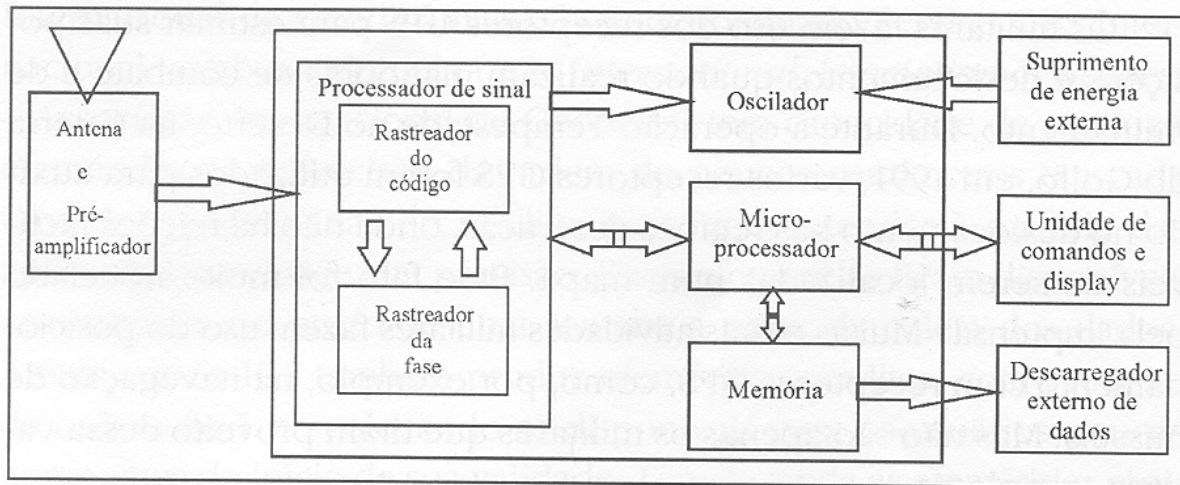 Antena
e
Pré-
amplificador
Processador de sinal
Rastreador
do
código
Rastreador
da
fase
Oscilador
Micro-
processador
Memória
Suprimento
de energia
externa
Unidade de
comandos e
display
Descarregador
externo de
dados